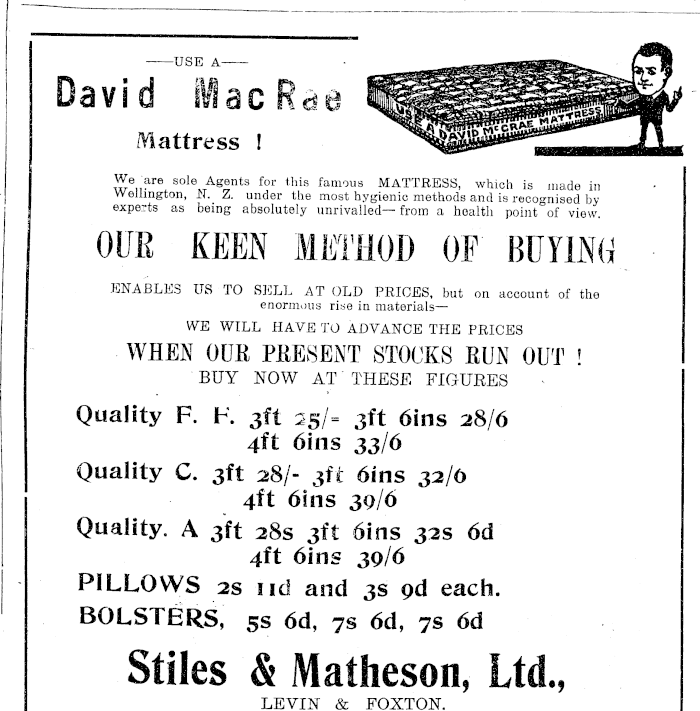 —USE A—
David MacRae
Mattress !
USE A DAVID McCRAE MATTRESS
We are sole Agents for this famous MATTRESS, which is made in
Wellington, N. Z. under the most hygienic methods and is recognised by
experts as being absolutely unrivalled—from a health point of view.
OUR KEEN METHOD OF BUYING
ENABLES US TO SELL AT OLD PRICES, but on account of the
enormous rise in materials—
WE WILL HAVE TO ADVANCE THE PRICES
WHEN OUR PRESENT STOCKS RUN OUT !
BUY NOW AT THESE FIGURES
Quality F. F. 3ft 25/= 3ft 6ins 28/6
4ft 6ins 33/6
Quality C. 3ft 28/- 3ft 6ins 32/6
4ft 6ins 39/6
Quality. A 3ft 28s 3ft 6ins 32s 6d
4ft 6ins 39/6
PILLOWS 2s 11d and 3s 9d each.
BOLSTERS, 5s 6d, 7s 6d, 7s 6d
Stiles & Matheson, Ltd.,
LEVIN & FOXTON.